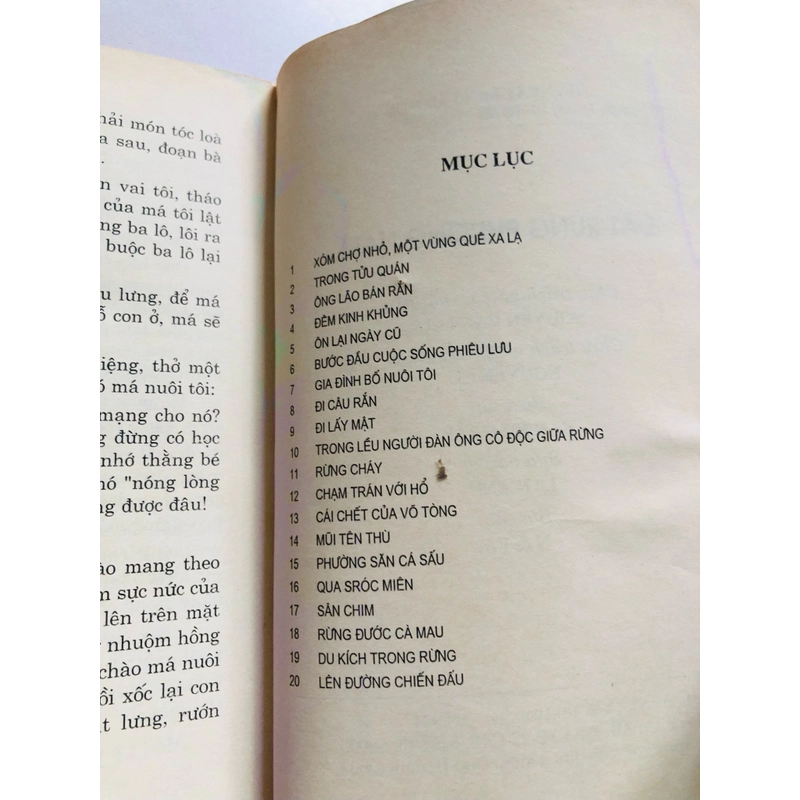 hải món tóc loà
a sau, đoạn bà
n vai tôi, tháo
của má tôi lật
ng ba lô, lôi ra
buộc ba lô lại
u lưng, để má
ỗ con ở, má sẽ
iệng, thở một
ó má nuôi tôi:
mạng cho nó?
g đừng có học
nhớ thằng bé
nó "nóng lòng
ng được đâu!
ào mang theo
m sực nức của
lên trên mặt
nhuộm hồng
chào má nuôi
ồi xốc lại con
t lưng, rướn
MỤC LỤC
1 XÓM CHỢ NHỎ, MỘT VÙNG QUÊ XA LẠ
2 TRONG TỬU QUÁN
3 ÔNG LÃO BÁN RẮN
4 ĐÊM KINH KHỦNG
5 ÔN LẠI NGÀY CŨ
6 BƯỚC ĐẦU CUỘC SỐNG PHIÊU LƯU
7 GIA ĐÌNH BỐ NUÔI TÔI
8 ĐI CÂU RẮN
9 ĐI LẤY MẬT
10 TRONG LỀU NGƯỜI ĐÀN ÔNG CÔ ĐỘC GIỮA RỪNG
11 RỪNG CHÁY
12 CHẠM TRÁN VỚI HỔ
13 CÁI CHẾT CỦA VÕ TÒNG
14 MŨI TÊN THÙ
15 PHƯỜNG SĂN CÁ SẤU
16 QUA SRÓC MIÊN
17 SÂN CHIM
18 RỪNG ĐƯỚC CÀ MAU
19 DU KÍCH TRONG RỪNG
20 LÊN ĐƯỜNG CHIẾN ĐẤU